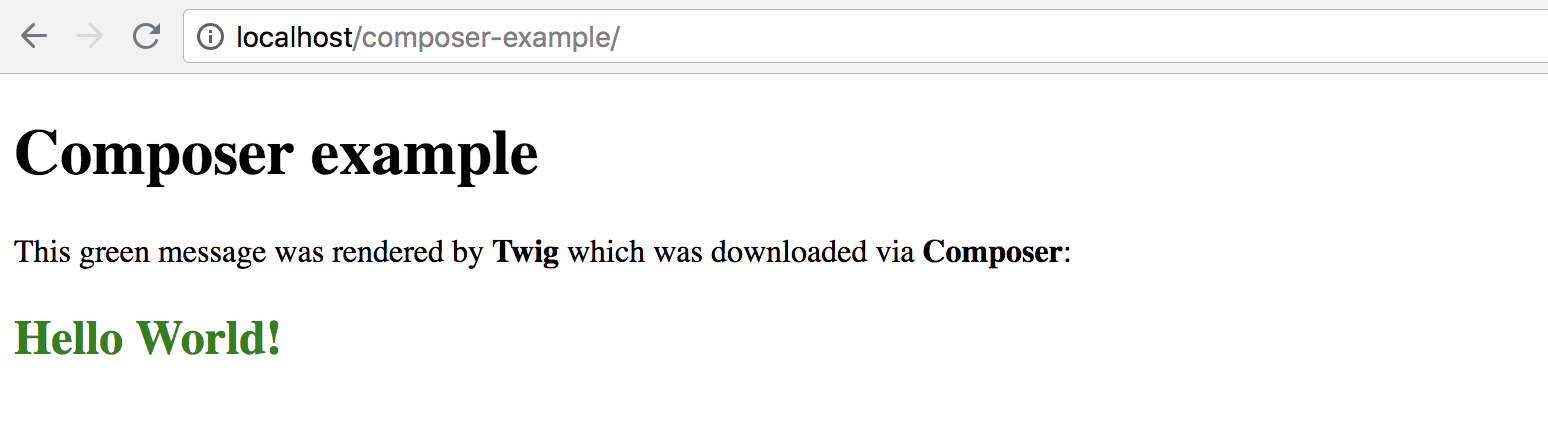 localhost/composer-example/
Composer example
This green message was rendered by Twig which was downloaded via Composer:
Hello World!